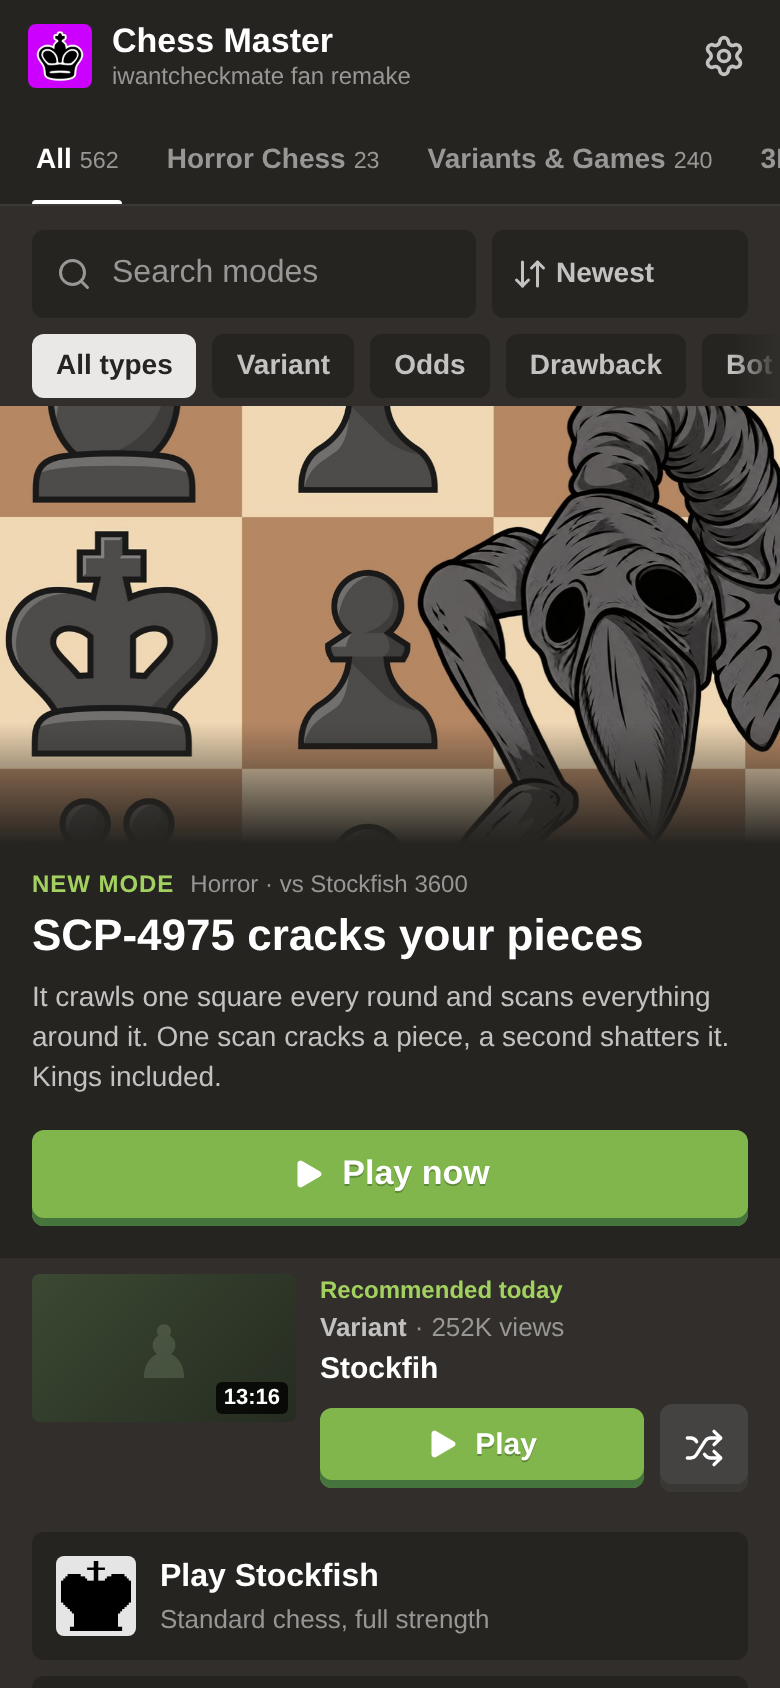 Chess Master
iwantcheckmate fan remake
All 562 Horror Chess 23 Variants & Games 240
Search modes
Newest
All types Variant Odds Drawback Bot
NEW MODE Horror · vs Stockfish 3600
SCP-4975 cracks your pieces
It crawls one square every round and scans everything
around it. One scan cracks a piece, a second shatters it.
Kings included.
Play now
Recommended today
Variant · 252K views
Stockfih
13:16
Play
Play Stockfish
Standard chess, full strength